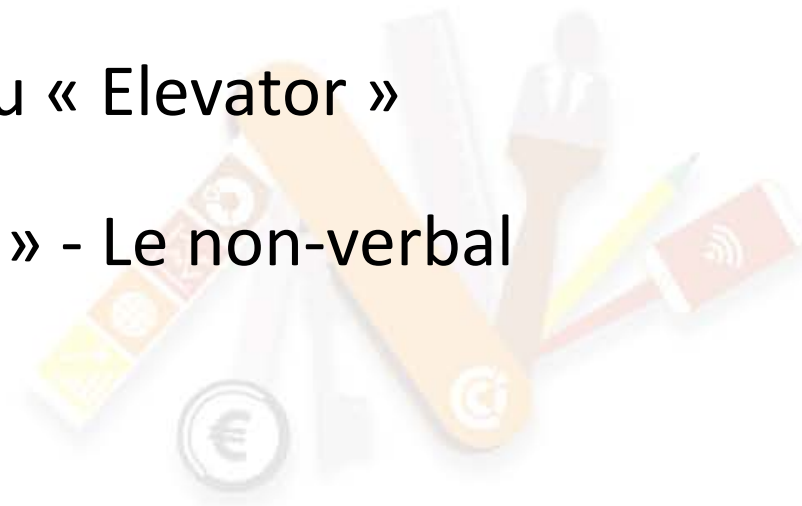 u « Elevator »
» - Le non-verbal
€